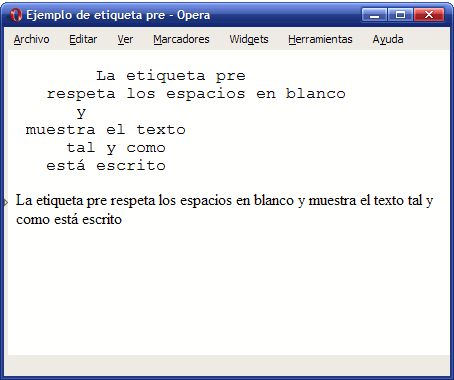 Ejemplo de etiqueta pre - Opera
Archivo Editar Ver Marcadores Widgets Herramientas Ayuda
La etiqueta pre
respeta los espacios en blanco
y
muestra el texto
tal y como
está escrito
La etiqueta pre respeta los espacios en blanco y muestra el texto tal y
como está escrito